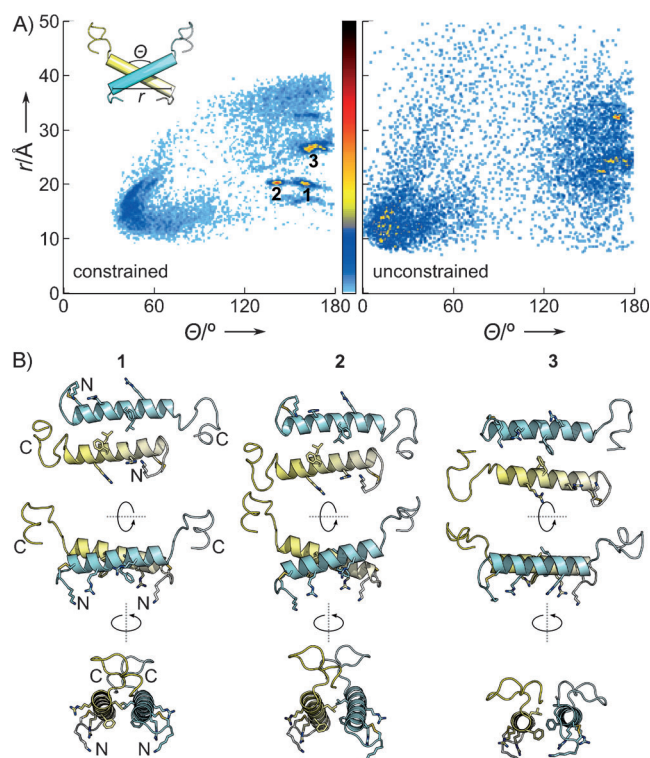 A)
50
40
30
20
10
0
r/Å
Θ
r
3
2
1
constrained
unconstrained
0 60 120 180 0 60 120 180
Θ/º Θ/º
B) 1 2 3
N
C
C
N
C
C
N N
C C
N N